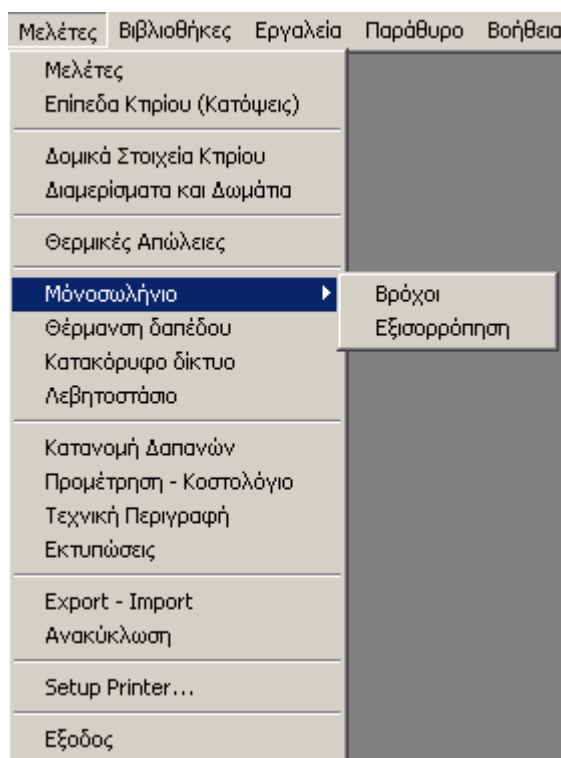 Μελέτες Βιβλιοθήκες Εργαλεία Παράθυρο Βοήθεια
Μελέτες
Επίπεδα Κτιρίου (Κατόψεις)
Δομικά Στοιχεία Κτιρίου
Διαμερίσματα και Δωμάτια
Θερμικές Απώλειες
Μόνοσωλήνιο
Βρόχοι
Θέρμανση δαπέδου
Εξισορρόπηση
Κατακόρυφο δίκτυο
Λεβητοστάσιο
Κατανομή Δαπανών
Προμέτρηση - Κοστολόγιο
Τεχνική Περιγραφή
Εκτυπώσεις
Export - Import
Ανακύκλωση
Setup Printer...
Εξοδος